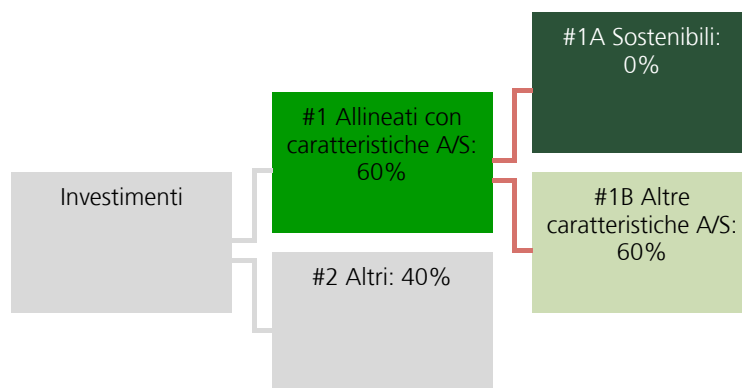 Investimenti
#1 Allineati con
caratteristiche A/S:
60%
#2 Altri: 40%
#1A Sostenibili:
0%
#1B Altre
caratteristiche A/S:
60%